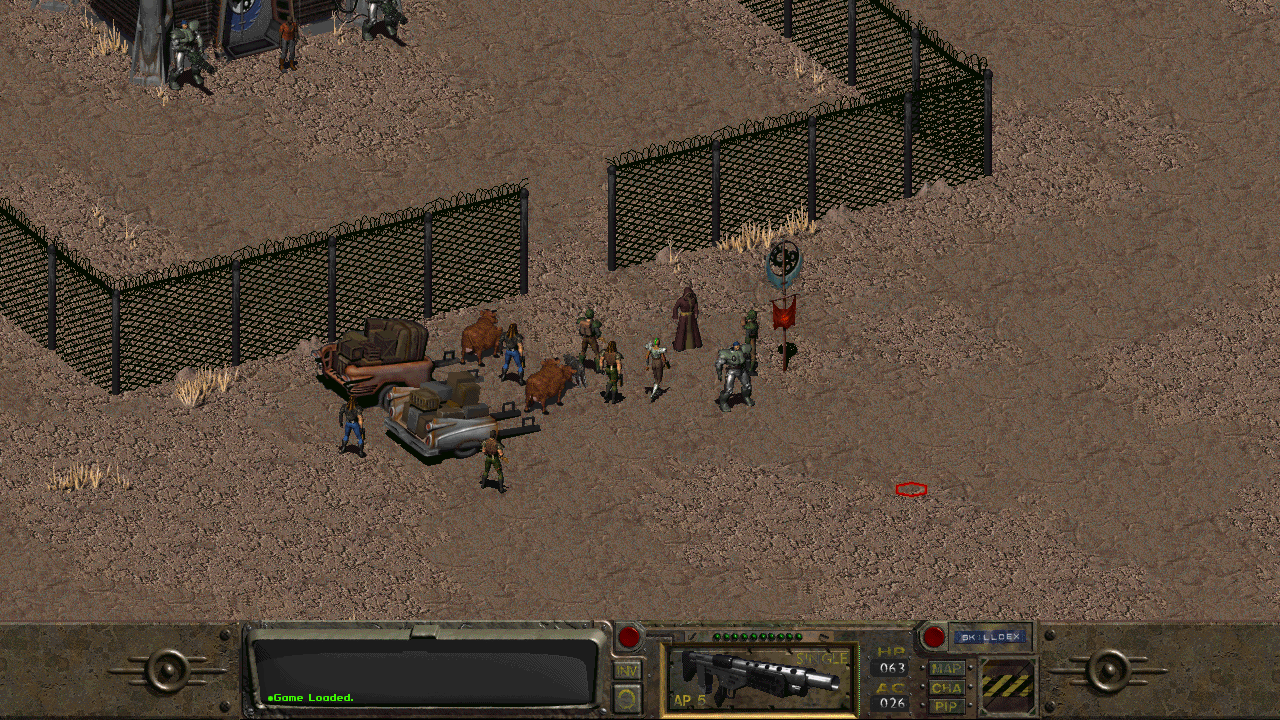 Game Loaded.
INV
SINGLE
AP 5
SKILLDEX
HP
063
AC
026
MAP
CHA
PIP